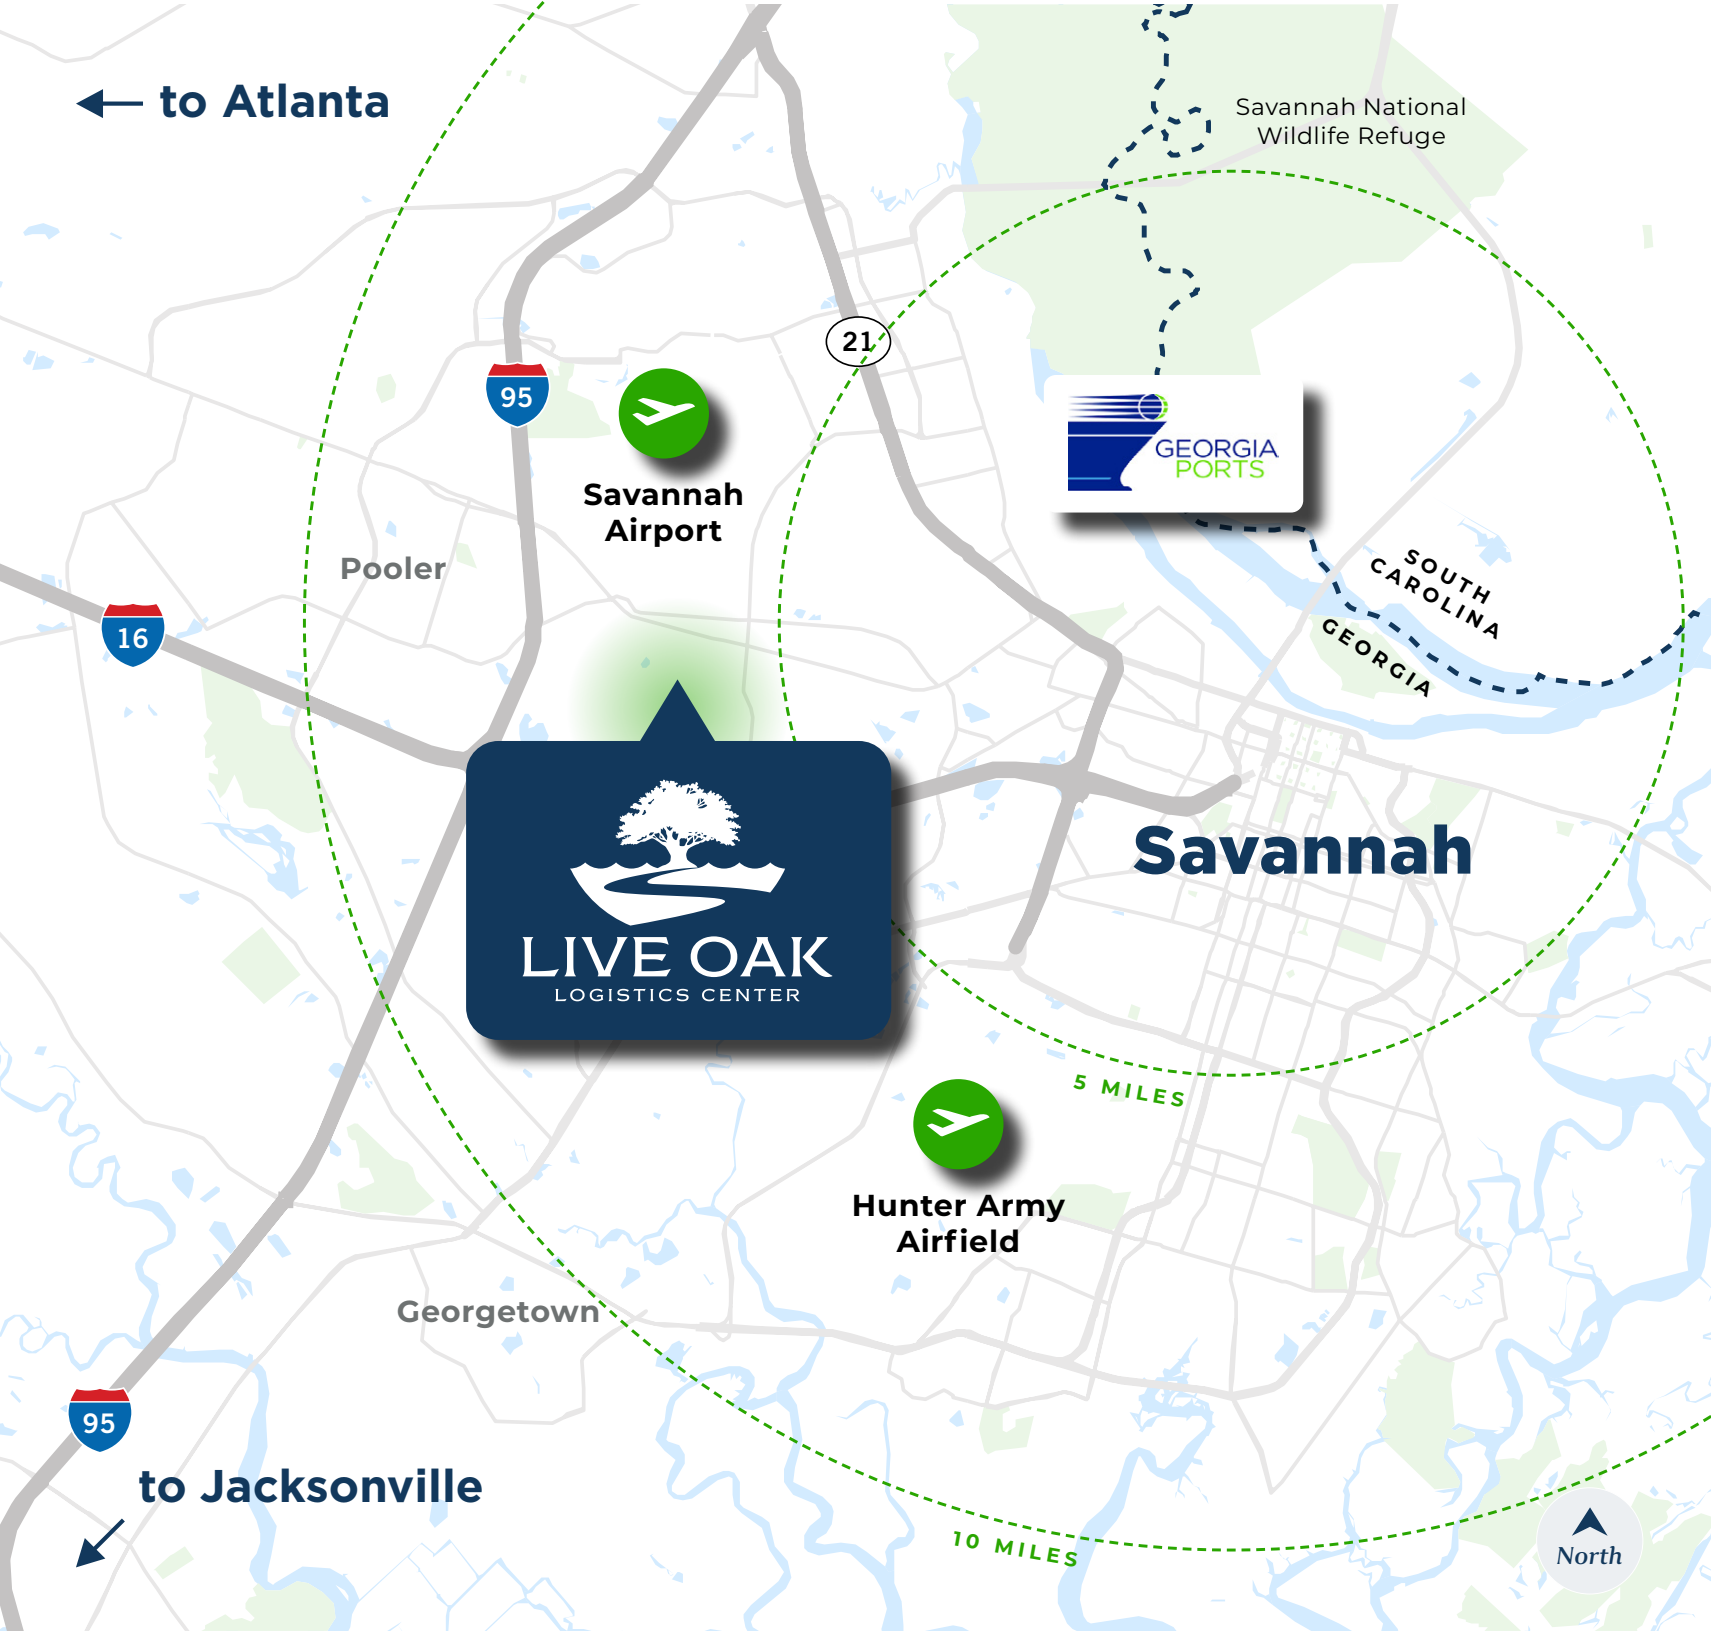 to Atlanta
Savannah National
Wildlife Refuge
21
95
GEORGIA
PORTS
Savannah
Airport
SOUTH
CAROLINA
GEORGIA
Pooler
16
Savannah
LIVE OAK
LOGISTICS CENTER
5 MILES
Hunter Army
Airfield
Georgetown
95
to Jacksonville
10 MILES
North